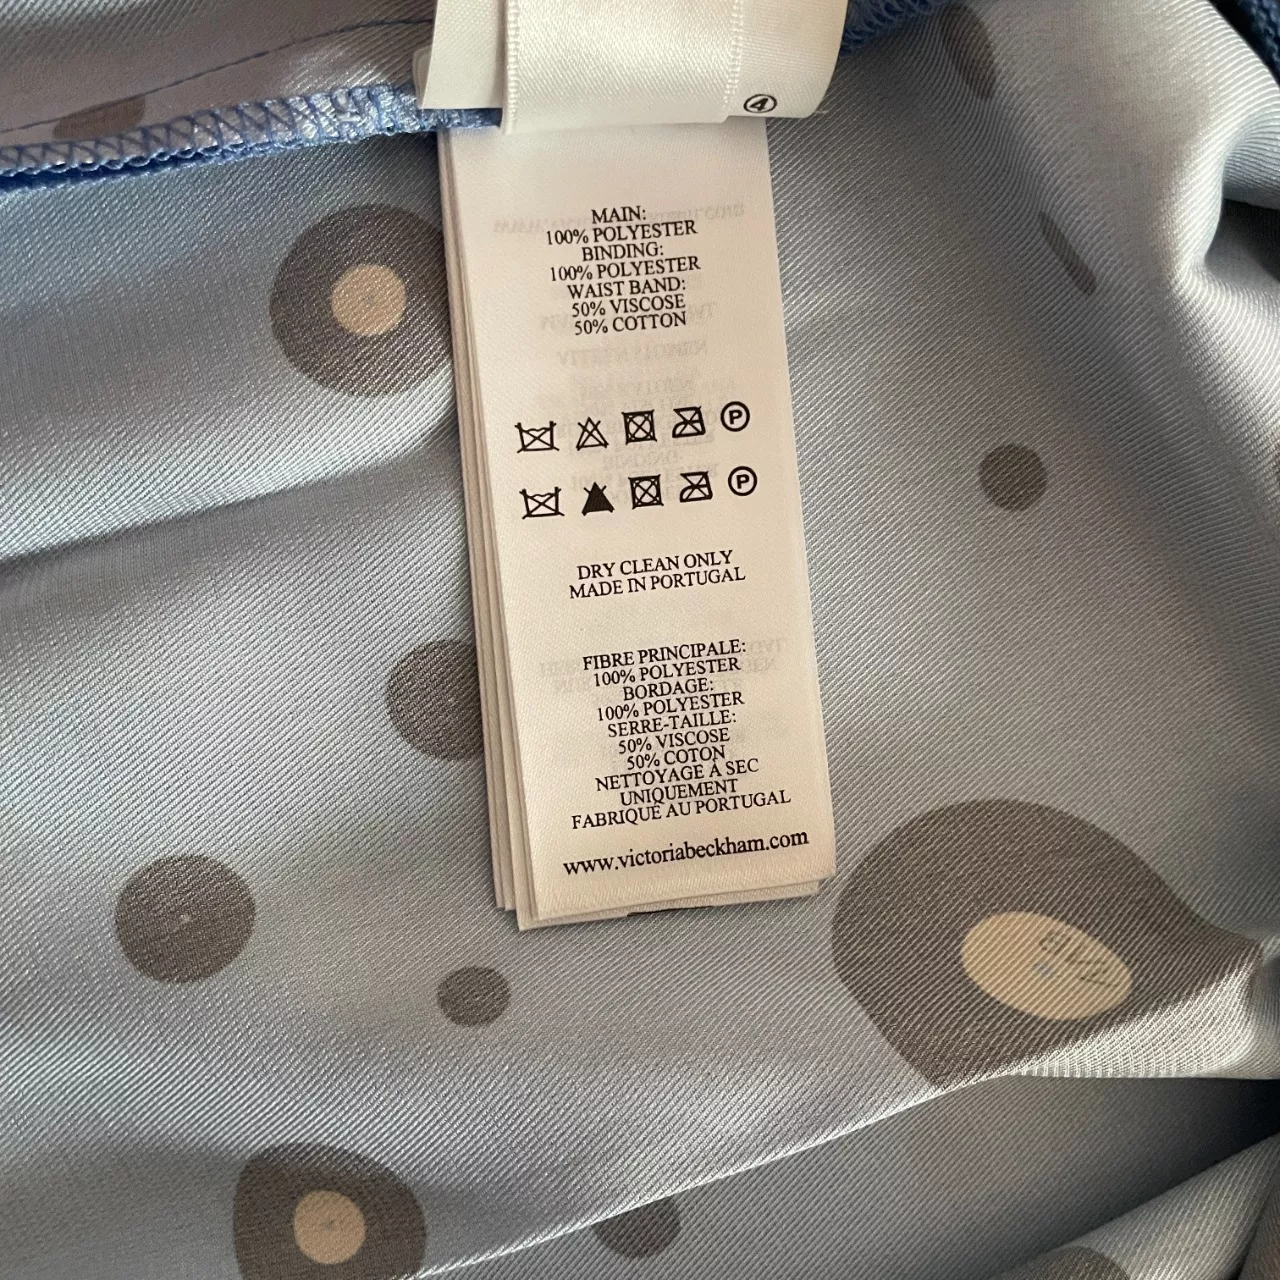 4
MAIN:
100% POLYESTER
BINDING:
100% POLYESTER
WAIST BAND:
50% VISCOSE
50% COTTON
P
P
DRY CLEAN ONLY
MADE IN PORTUGAL
FIBRE PRINCIPALE:
100% POLYESTER
BORDAGE:
100% POLYESTER
SERRE-TAILLE:
50% VISCOSE
50% COTON
NETTOYAGE À SEC
UNIQUEMENT
FABRIQUE AU PORTUGAL
www.victoriabeckham.com